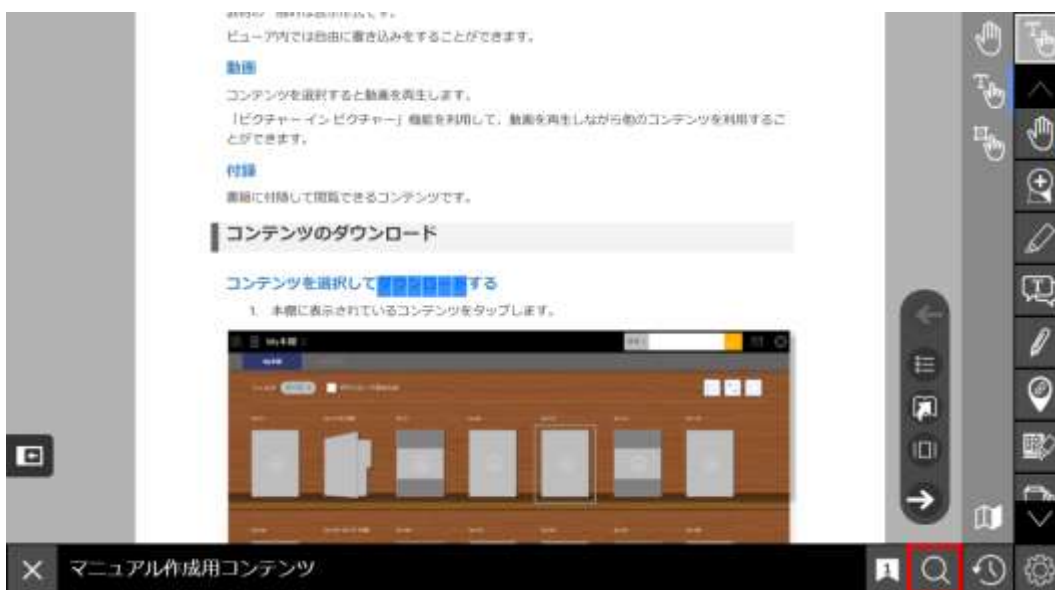 ビューア内では自由に書き込みをすることができます。
動画
コンテンツを選択すると動画を再生します。
「ピクチャー イン ピクチャー」機能を利用して、動画を再生しながら他のコンテンツを利用するこ
とができます。
付録
書籍に付随して閲覧できるコンテンツです。
コンテンツのダウンロード
コンテンツを選択してダウンロードする
1. 本棚に表示されているコンテンツをタップします。
My本棚
マニュアル作成用コンテンツ
1